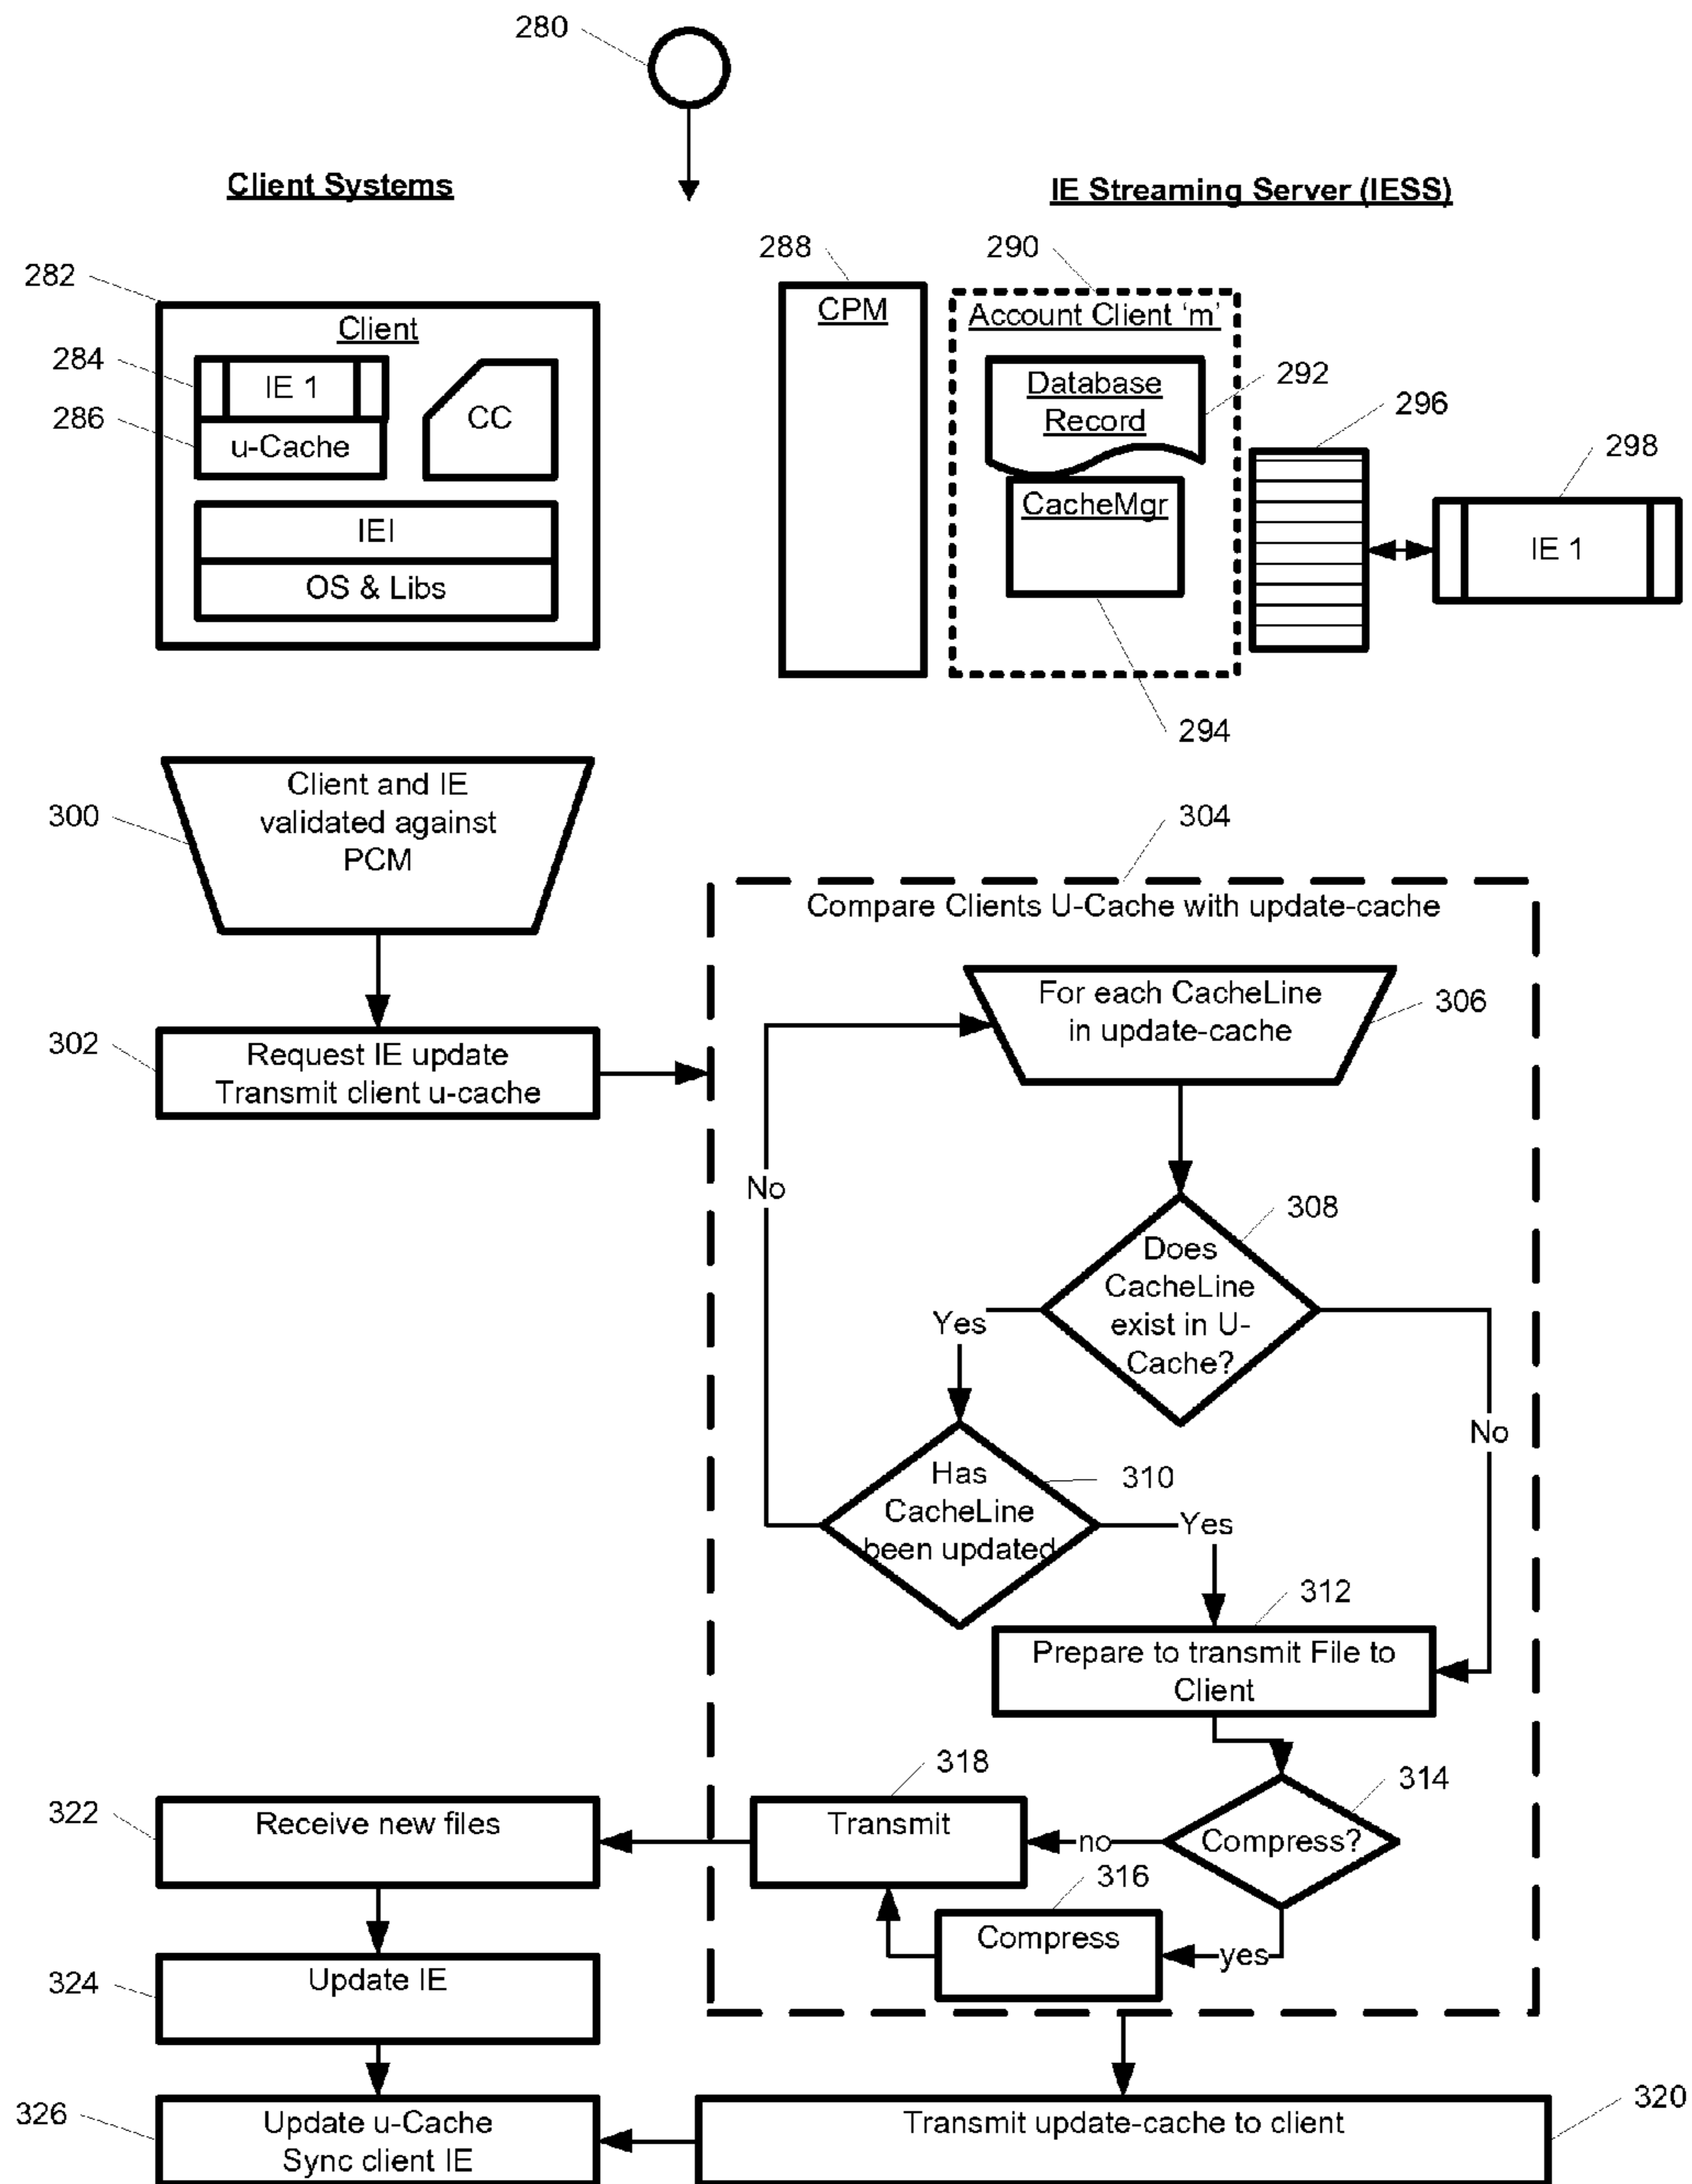 280
Client Systems
IE Streaming Server (IESS)
282
Client
284
IE 1
CC
286
u-Cache
IEI
OS & Libs
288
CPM
290
Account Client 'm'
Database
Record
292
CacheMgr
294
296
298
IE 1
300
Client and IE
validated against
PCM
302
Request IE update
Transmit client u-cache
304
Compare Clients U-Cache with update-cache
For each CacheLine
in update-cache
306
No
308
Does
CacheLine
exist in U-
Cache?
Yes
No
Has
CacheLine
been updated
310
Yes
312
Prepare to transmit File to
Client
314
Compress?
318
Transmit
no
316
Compress
yes
322
Receive new files
324
Update IE
326
Update u-Cache
Sync client IE
Transmit update-cache to client
320